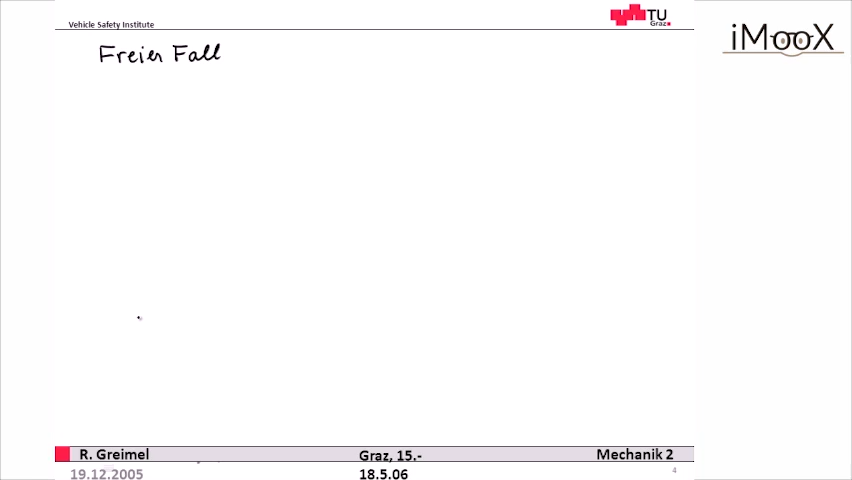 Vehicle Safety Institute
TU
Graz
iMooX
Freier Fall
R. Greimel
Graz, 15.-
Mechanik 2
19.12.2005
18.5.06
4